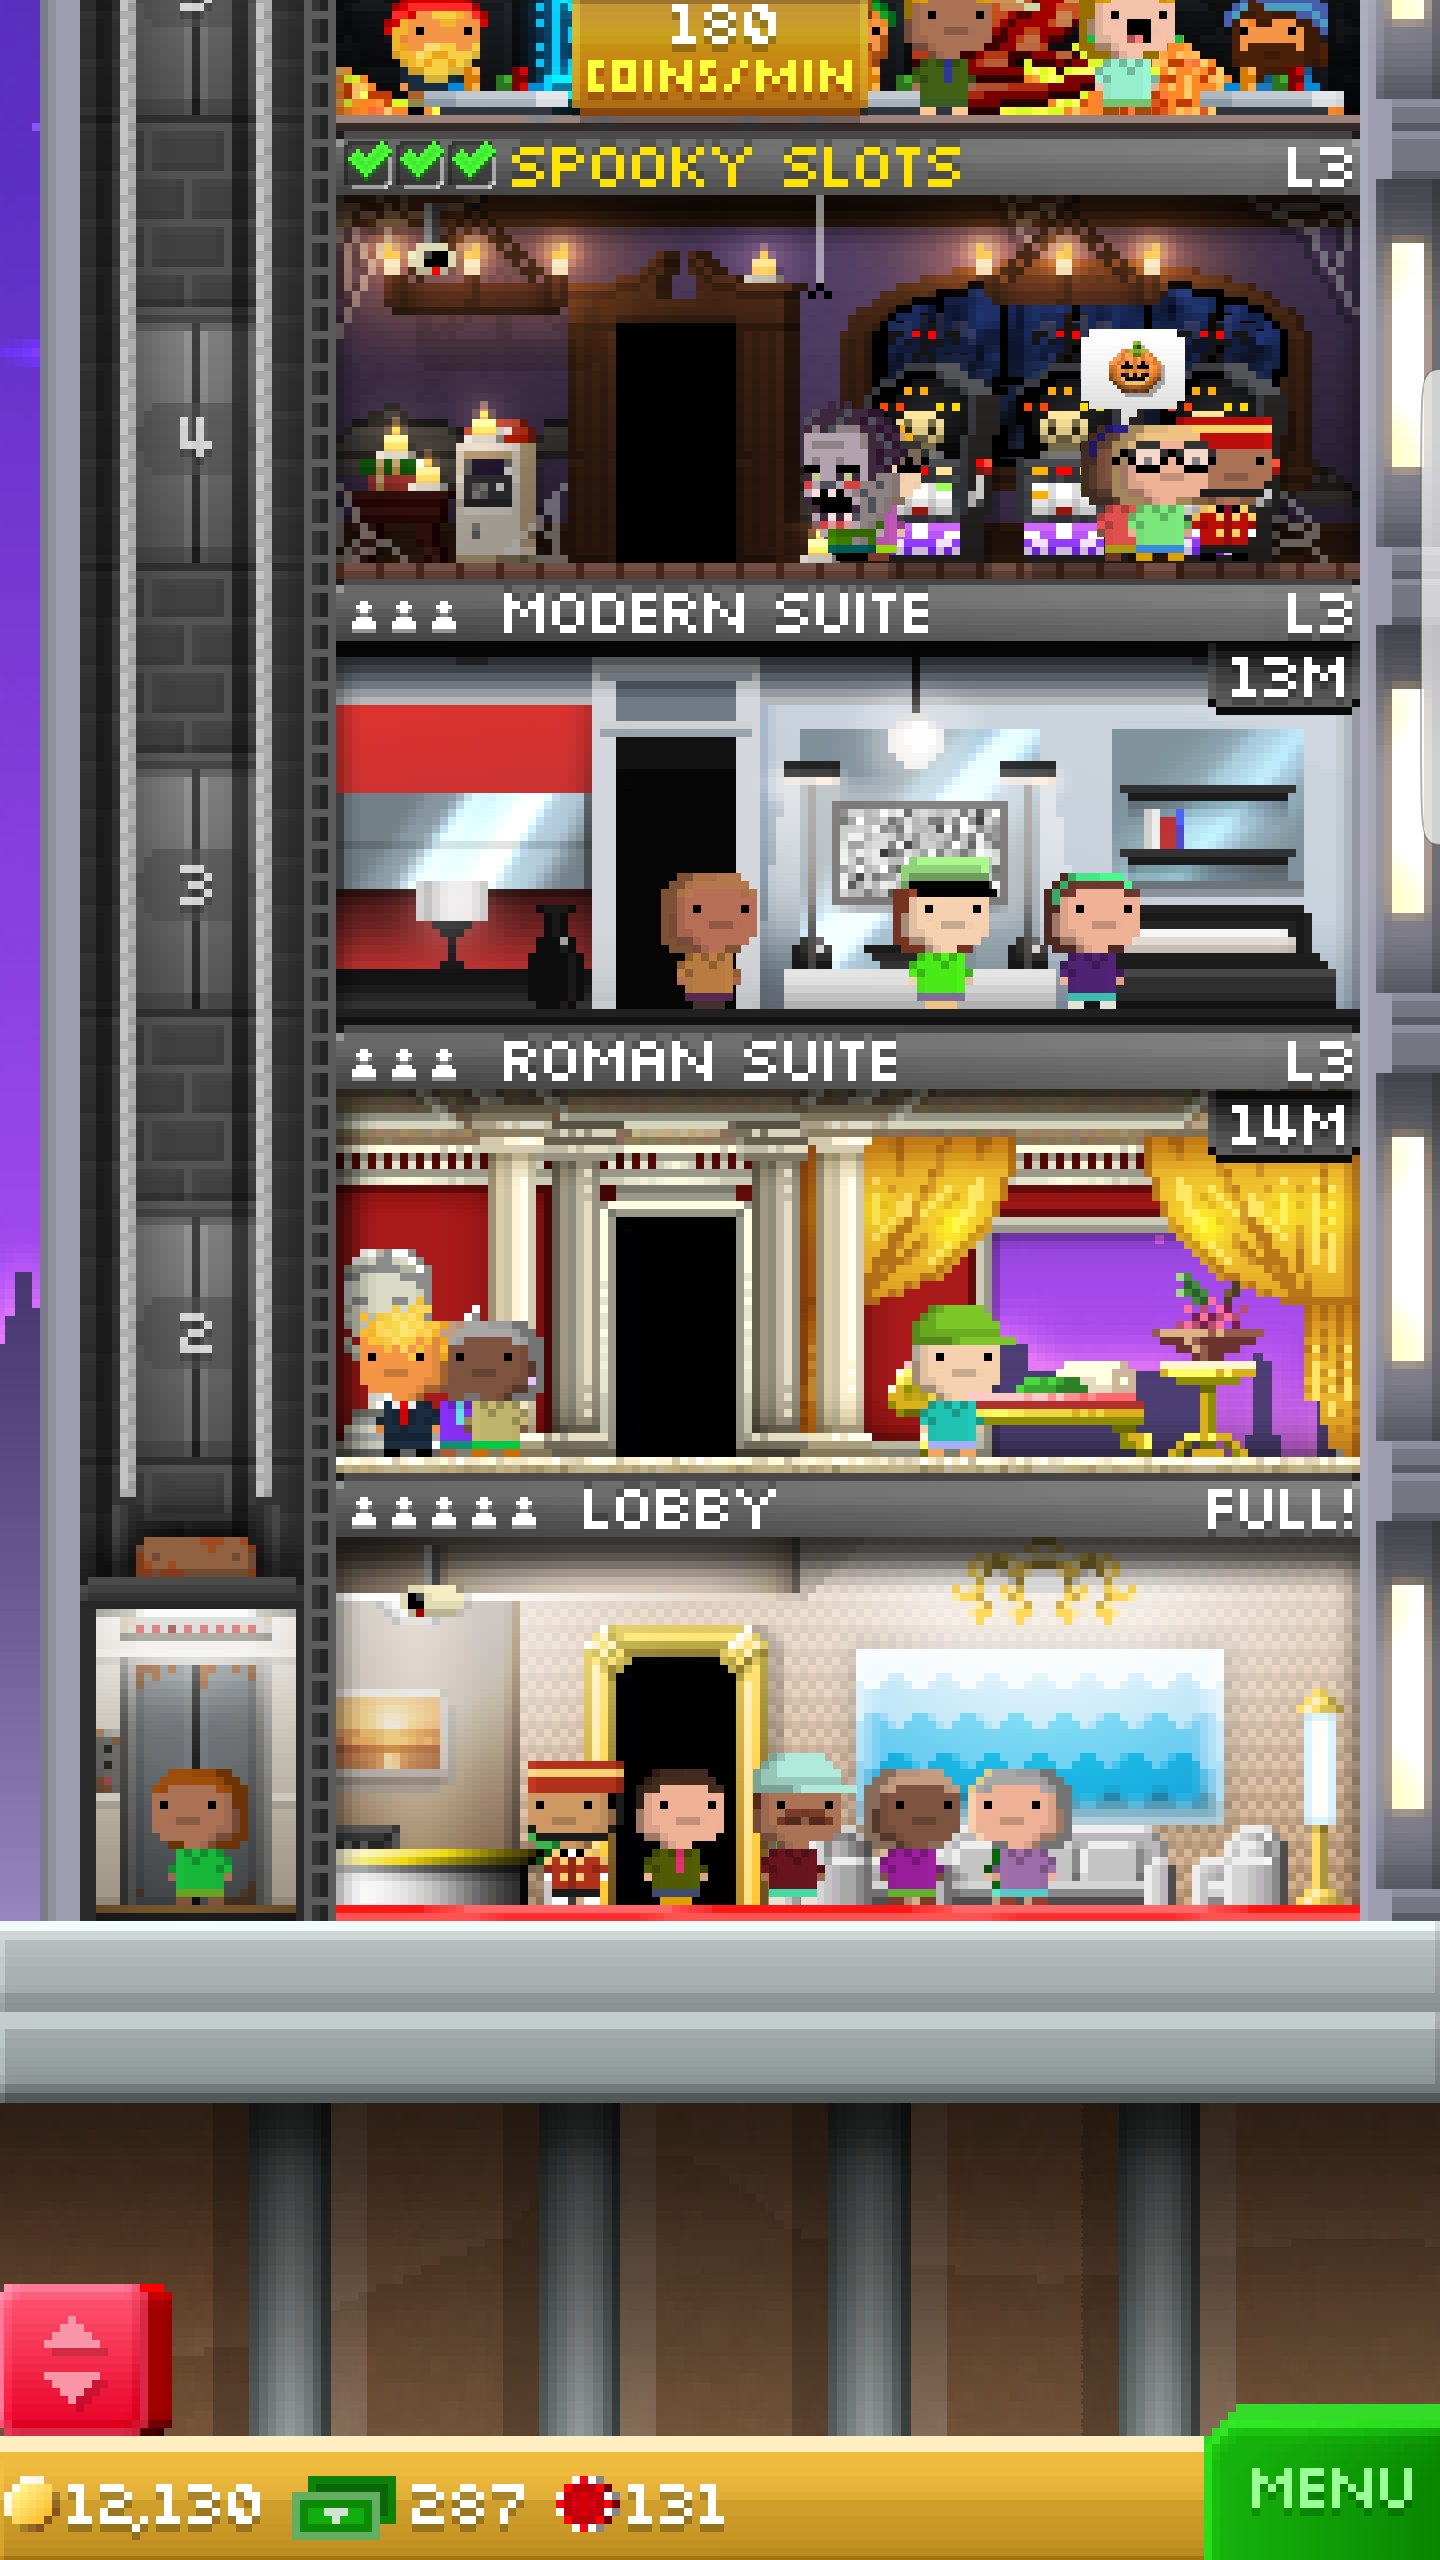 180
COINS/MIN
SPOOKY SLOTS L3
4
MODERN SUITE L3
13M
3
ROMAN SUITE L3
14M
2
LOBBY FULL!
12,130 287 131
MENU